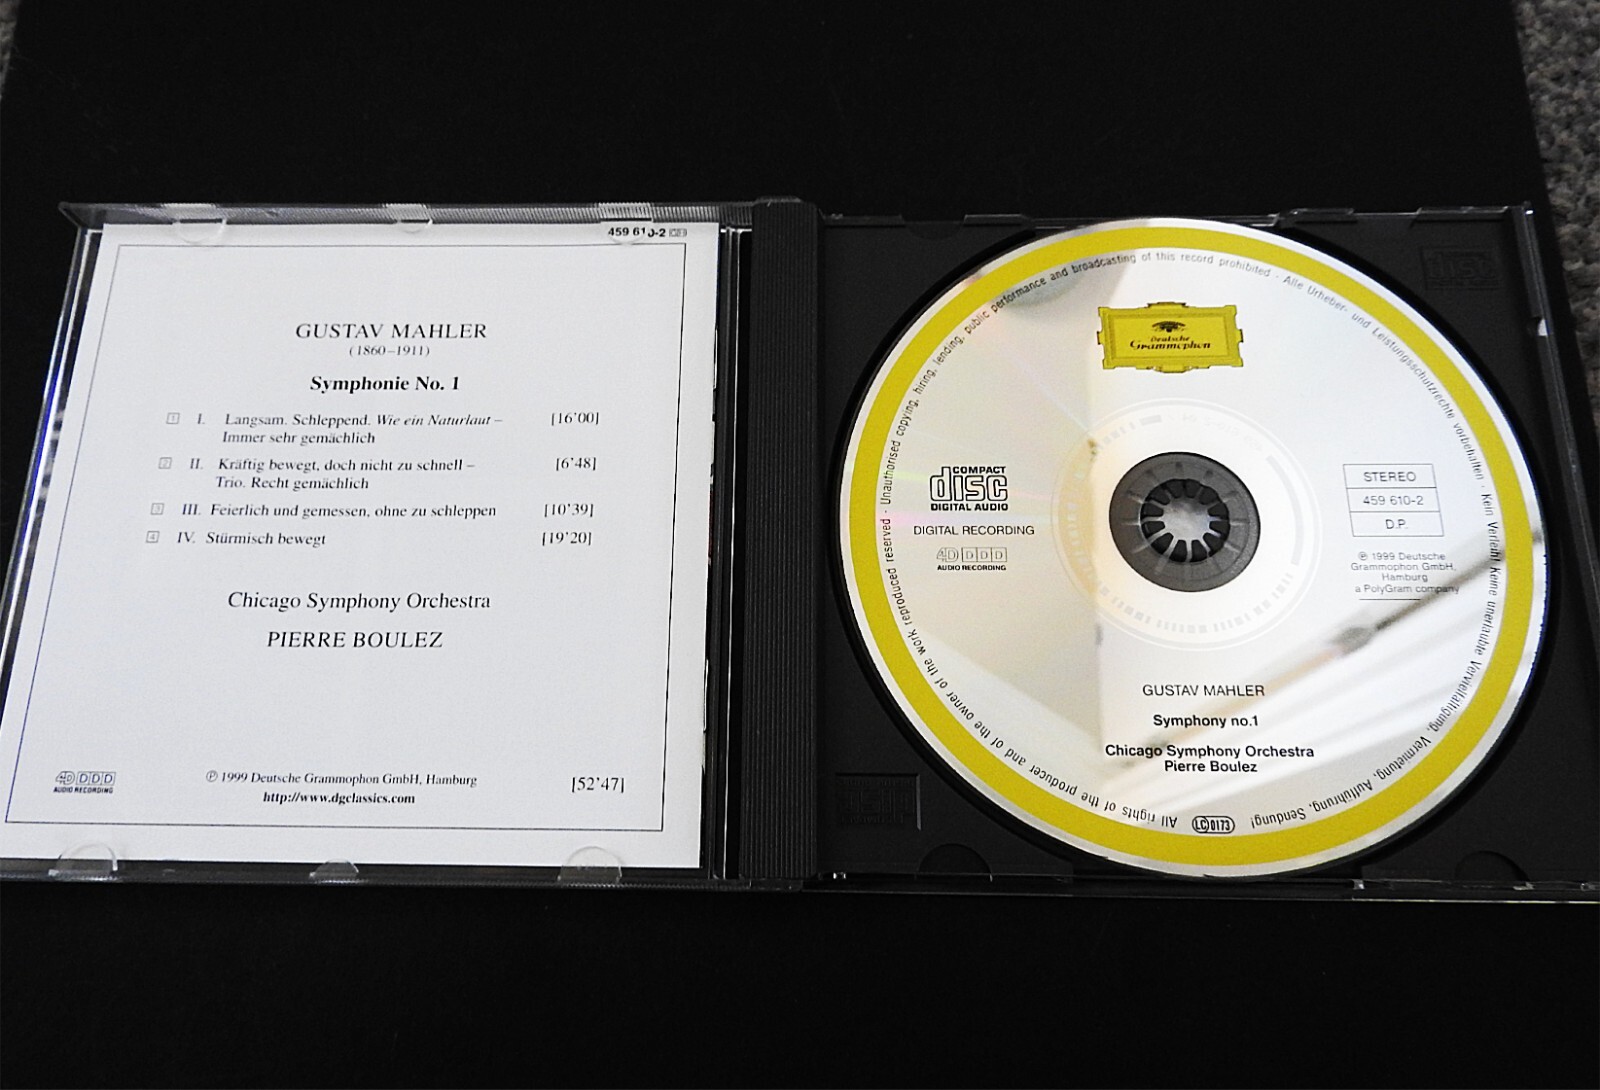 459 610-2
GUSTAV MAHLER
(1860–1911)
Symphonie No. 1
1 I. Langsam. Schleppend. Wie ein Naturlaut – [16’00]
Immer sehr gemächlich
2 II. Kräftig bewegt, doch nicht zu schnell – [6’48]
Trio. Recht gemächlich
3 III. Feierlich und gemessen, ohne zu schleppen [10’39]
4 IV. Stürmisch bewegt [19’20]
Chicago Symphony Orchestra
PIERRE BOULEZ
4D DDD
AUDIO RECORDING
℗ 1999 Deutsche Grammophon GmbH, Hamburg [52’47]
http://www.dgclassics.com
Deutsche
Grammophon
COMPACT
disc
DIGITAL AUDIO
DIGITAL RECORDING
4D DDD
AUDIO RECORDING
STEREO
459 610-2
D.P.
℗ 1999 Deutsche
Grammophon GmbH,
Hamburg
a PolyGram company
GUSTAV MAHLER
Symphony no.1
Chicago Symphony Orchestra
Pierre Boulez
All rights of the producer and of the owner of the work reproduced reserved - Unauthorised copying, hiring, lending, public performance and broadcasting of this record prohibited - Alle Urheber- und Leistungsschutzrechte vorbehalten - Kein Verleih! Keine unerlaubte Vervielfältigung, Vermietung, Aufführung, Sendung!
LC 0173